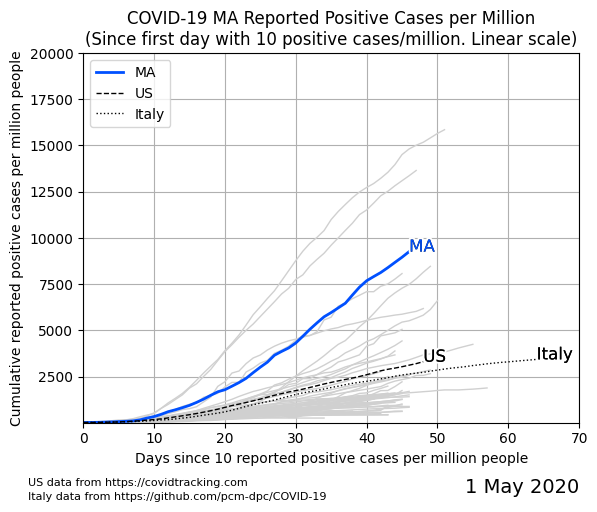 COVID-19 MA Reported Positive Cases per Million
(Since first day with 10 positive cases/million. Linear scale)
Cumulative reported positive cases per million people
20000
17500
15000
12500
10000
7500
5000
2500
MA
US
Italy
MA
US
Italy
0 10 20 30 40 50 60 70
Days since 10 reported positive cases per million people
US data from https://covidtracking.com
Italy data from https://github.com/pcm-dpc/COVID-19
1 May 2020